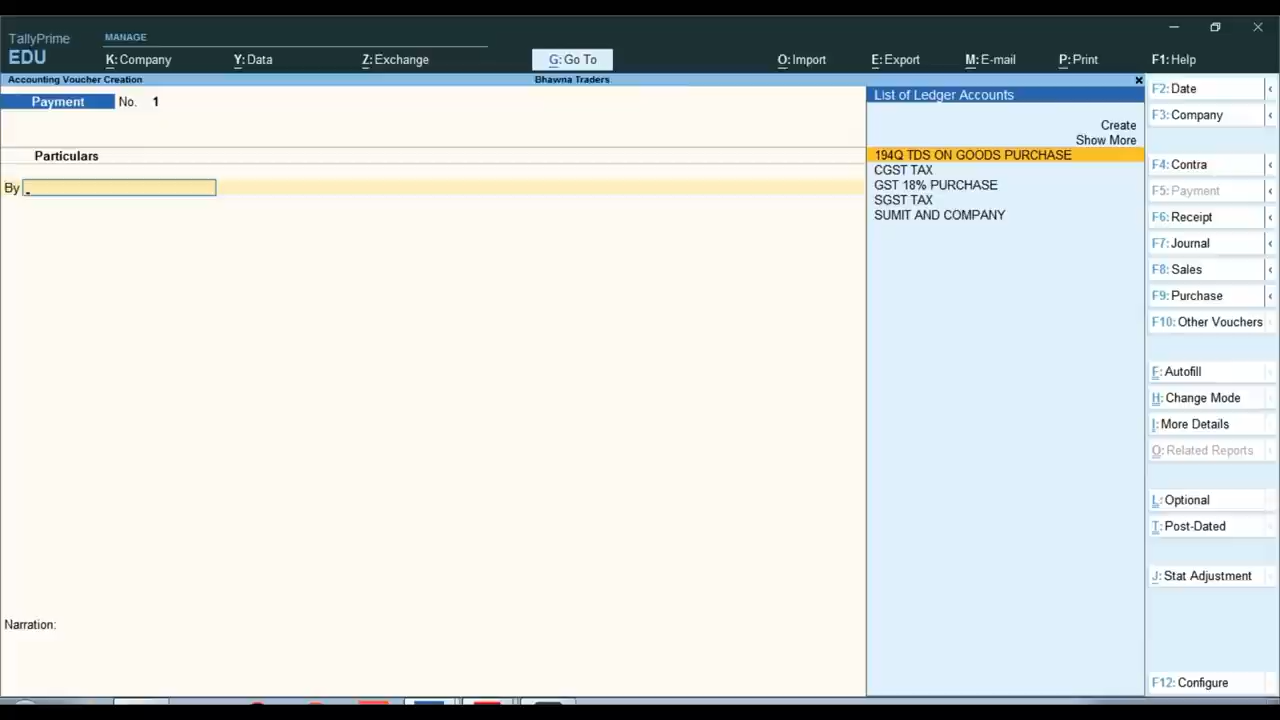 TallyPrime
EDU
MANAGE
K: Company
Y: Data
Z: Exchange
G: Go To
O: Import
E: Export
M: E-mail
P: Print
F1: Help
Accounting Voucher Creation
Bhawna Traders
Payment No. 1
Particulars
By
Narration:
List of Ledger Accounts
Create
Show More
194Q TDS ON GOODS PURCHASE
CGST TAX
GST 18% PURCHASE
SGST TAX
SUMIT AND COMPANY
F2: Date
F3: Company
F4: Contra
F5: Payment
F6: Receipt
F7: Journal
F8: Sales
F9: Purchase
F10: Other Vouchers
F: Autofill
H: Change Mode
I: More Details
O: Related Reports
L: Optional
T: Post-Dated
J: Stat Adjustment
F12: Configure